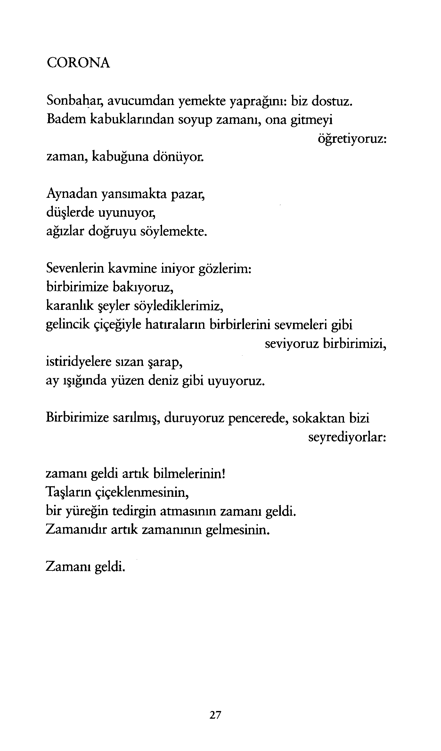 CORONA
Sonbahar, avucumdan yemekte yaprağını: biz dostuz.
Badem kabuklarından soyup zamanı, ona gitmeyi
öğretiyoruz:
zaman, kabuğuna dönüyor.
Aynadan yansımakta pazar,
düşlerde uyunuyor,
ağızlar doğruyu söylemekte.
Sevenlerin kavmine iniyor gözlerim:
birbirimize bakıyoruz,
karanlık şeyler söylediklerimiz,
gelincik çiçeğiyle hatıraların birbirlerini sevmeleri gibi
seviyoruz birbirimizi,
istiridyelere sızan şarap,
ay ışığında yüzen deniz gibi uyuyoruz.
Birbirimize sarılmış, duruyoruz pencerede, sokaktan bizi
seyrediyorlar:
zamanı geldi artık bilmelerinin!
Taşların çiçeklenmesinin,
bir yüreğin tedirgin atmasının zamanı geldi.
Zamanıdır artık zamanının gelmesinin.
Zamanı geldi.
27